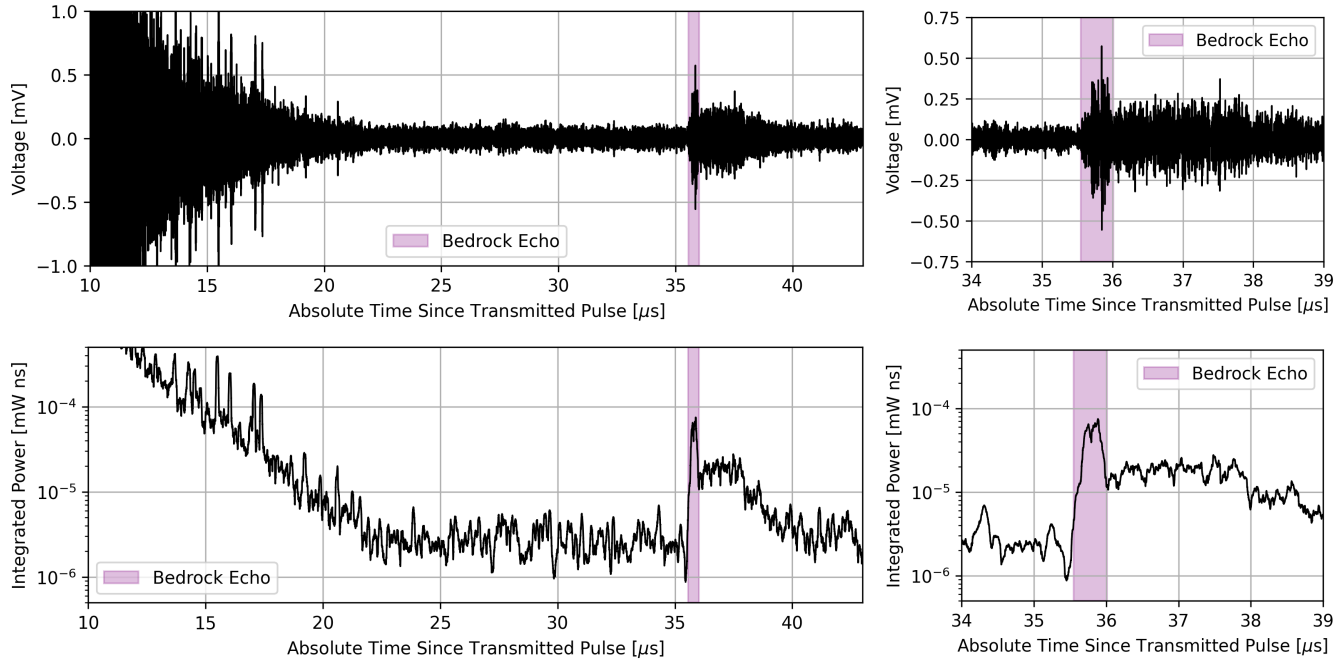 1.0
0.5
0.0
−0.5
−1.0
Voltage [mV]
Bedrock Echo
10 15 20 25 30 35 40
Absolute Time Since Transmitted Pulse [μs]
0.75
0.50
0.25
0.00
−0.25
−0.50
−0.75
Voltage [mV]
Bedrock Echo
34 35 36 37 38 39
Absolute Time Since Transmitted Pulse [μs]
10⁻⁴
10⁻⁵
10⁻⁶
Integrated Power [mW ns]
Bedrock Echo
10 15 20 25 30 35 40
Absolute Time Since Transmitted Pulse [μs]
10⁻⁴
10⁻⁵
10⁻⁶
Integrated Power [mW ns]
Bedrock Echo
34 35 36 37 38 39
Absolute Time Since Transmitted Pulse [μs]